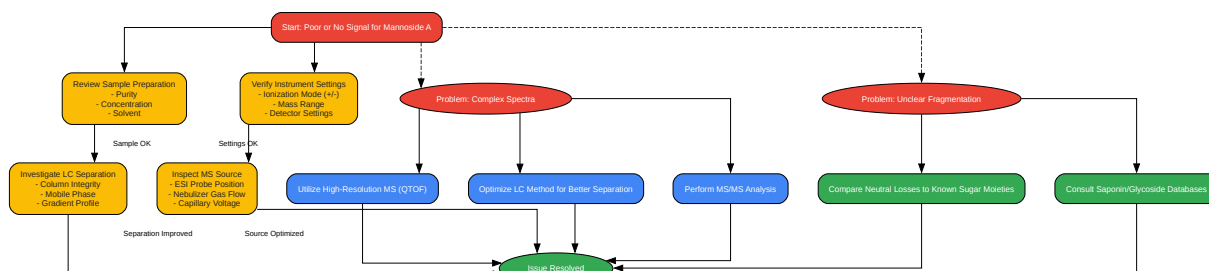 Start: Poor or No Signal for Mannoside A
Review Sample Preparation
- Purity
- Concentration
- Solvent
Verify Instrument Settings
- Ionization Mode (+/-)
- Mass Range
- Detector Settings
Problem: Complex Spectra
Problem: Unclear Fragmentation
Sample OK
Settings OK
Investigate LC Separation
- Column Integrity
- Mobile Phase
- Gradient Profile
Inspect MS Source
- ESI Probe Position
- Nebulizer Gas Flow
- Capillary Voltage
Utilize High-Resolution MS (QTOF)
Optimize LC Method for Better Separation
Perform MS/MS Analysis
Compare Neutral Losses to Known Sugar Moieties
Consult Saponin/Glycoside Databases
Separation Improved
Source Optimized
Issue Resolved